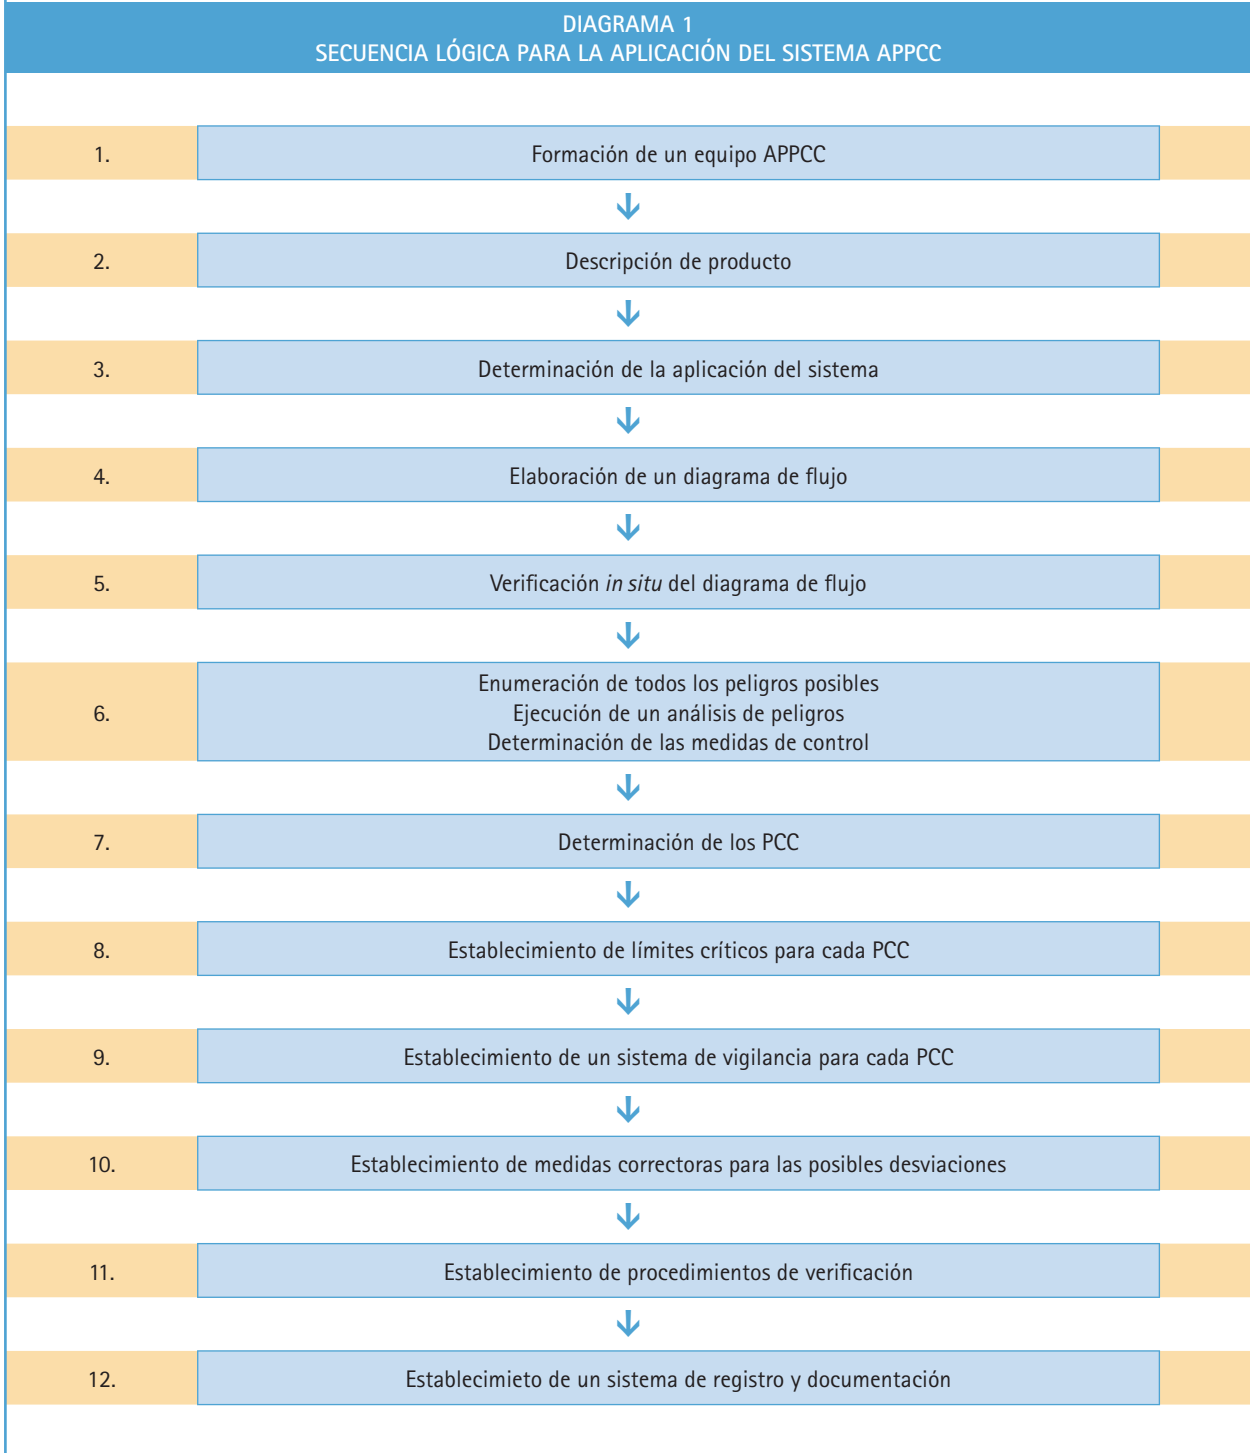 DIAGRAMA 1
SECUENCIA LÓGICA PARA LA APLICACIÓN DEL SISTEMA APPCC
1.
Formación de un equipo APPCC
2.
Descripción de producto
3.
Determinación de la aplicación del sistema
4.
Elaboración de un diagrama de flujo
5.
Verificación in situ del diagrama de flujo
6.
Enumeración de todos los peligros posibles
Ejecución de un análisis de peligros
Determinación de las medidas de control
7.
Determinación de los PCC
8.
Establecimiento de límites críticos para cada PCC
9.
Establecimiento de un sistema de vigilancia para cada PCC
10.
Establecimiento de medidas correctoras para las posibles desviaciones
11.
Establecimiento de procedimientos de verificación
12.
Establecimieto de un sistema de registro y documentación